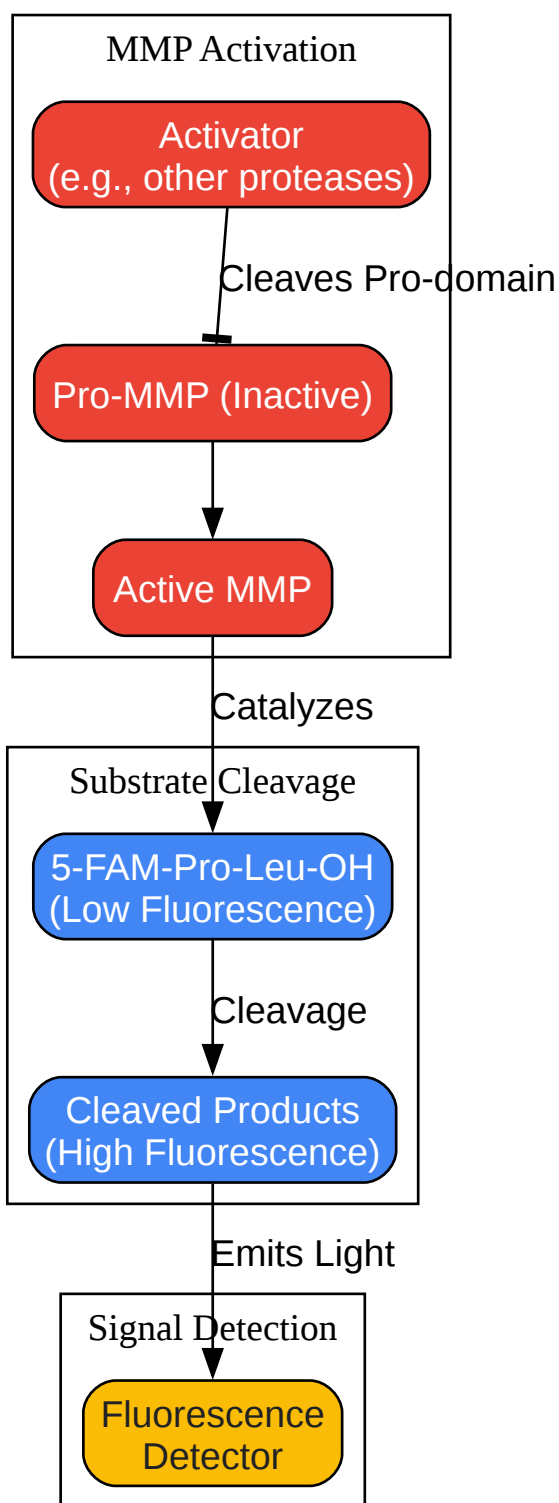 MMP Activation
Activator
(e.g., other proteases)
Cleaves Pro-domain
Pro-MMP (Inactive)
Active MMP
Catalyzes
Substrate Cleavage
5-FAM-Pro-Leu-OH
(Low Fluorescence)
Cleavage
Cleaved Products
(High Fluorescence)
Emits Light
Signal Detection
Fluorescence
Detector